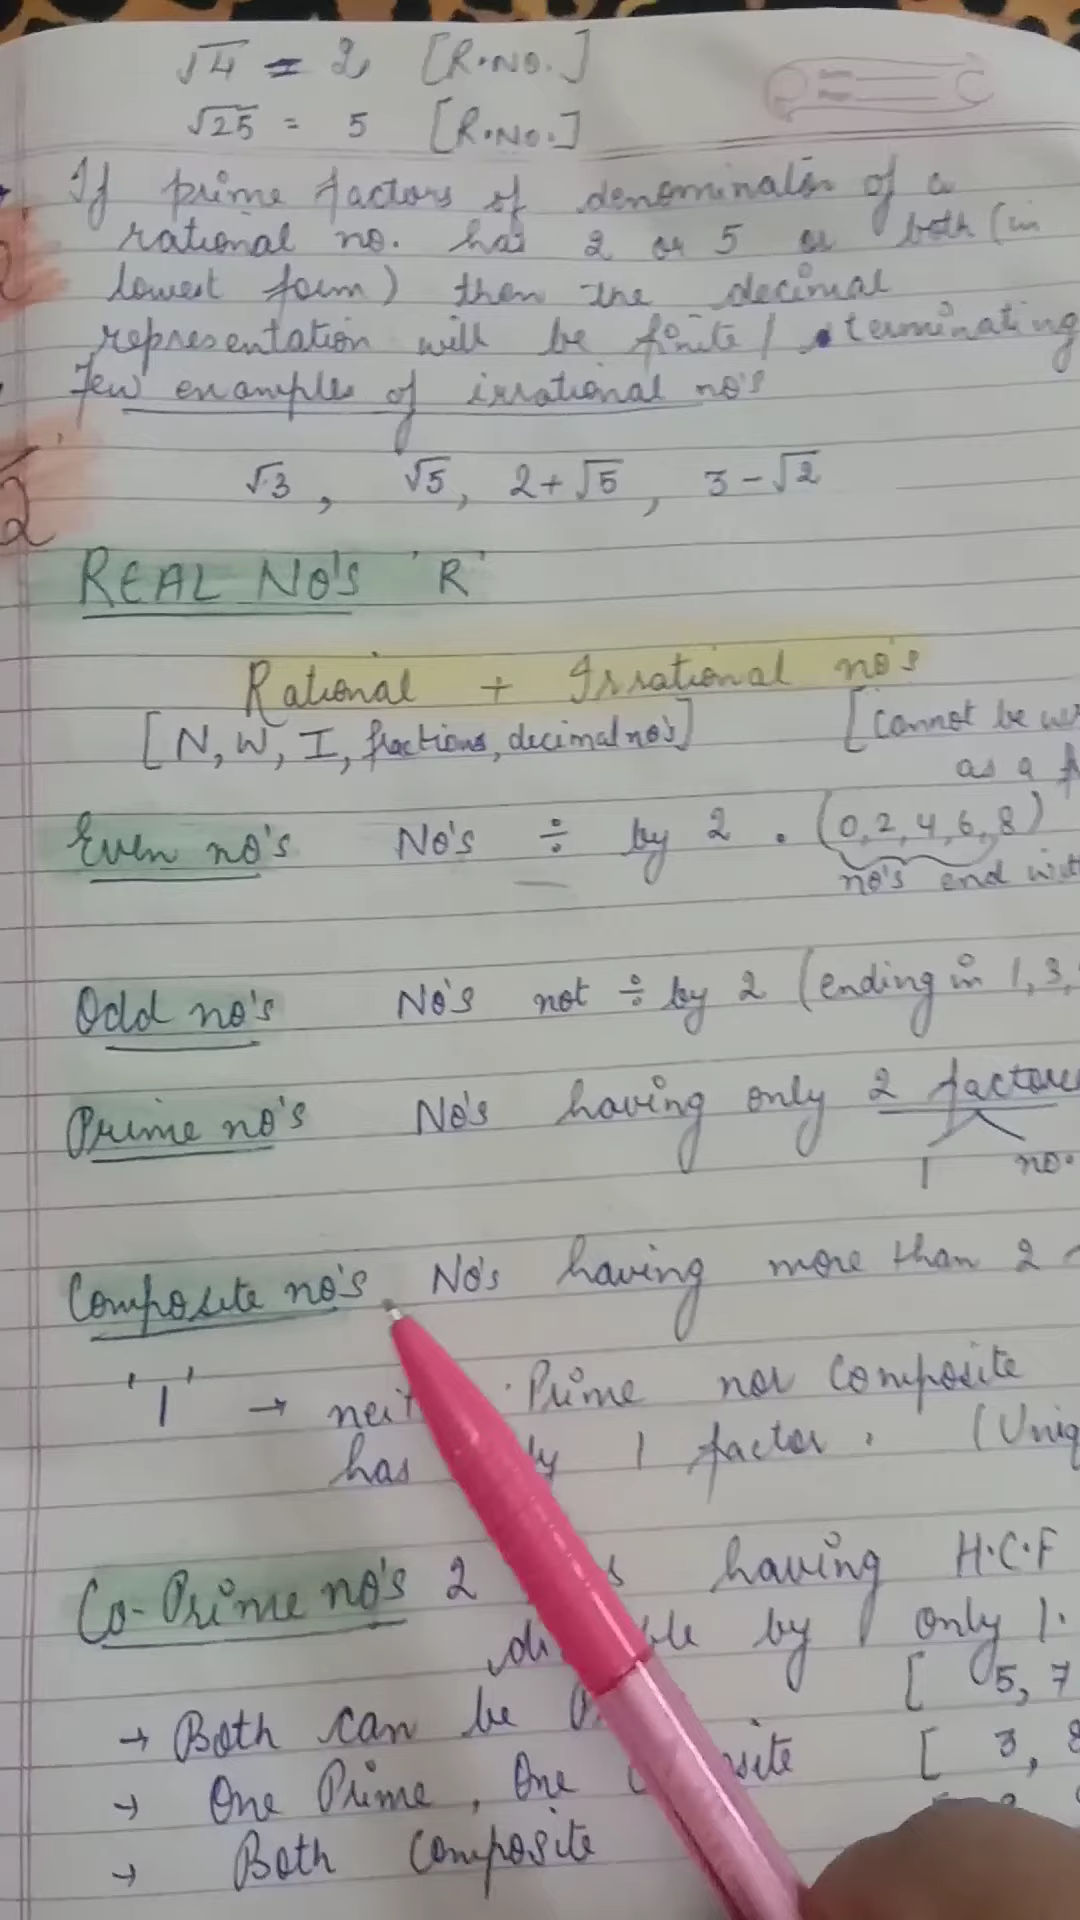 √4 = 2 [R.No.]
√25 = 5 [R.No.]
If prime factors of denominator of a
rational no. has 2 or 5 or both (in
lowest form) then the decimal
representation will be finite / terminating
Few examples of irrational no's
√3, √5, 2+√5, 3-√2
REAL NO'S 'R'
Rational + Irrational no's
[N, W, I, fractions, decimal no's] [cannot be
as a
Even no's No's ÷ by 2. (0,2,4,6,8)
no's end
Odd no's No's not ÷ by 2 (ending in 1, 3,
Prime no's No's having only 2 factors
1 no.
Composite no's No's having more than 2
'1' → Prime nor Composite
has 1 factor.
Co-Prime no's 2 having H.C.F
by 1 only 1.
→ Both can be [5, 7
→ One Prime, One [3, 8
→ Both Composite